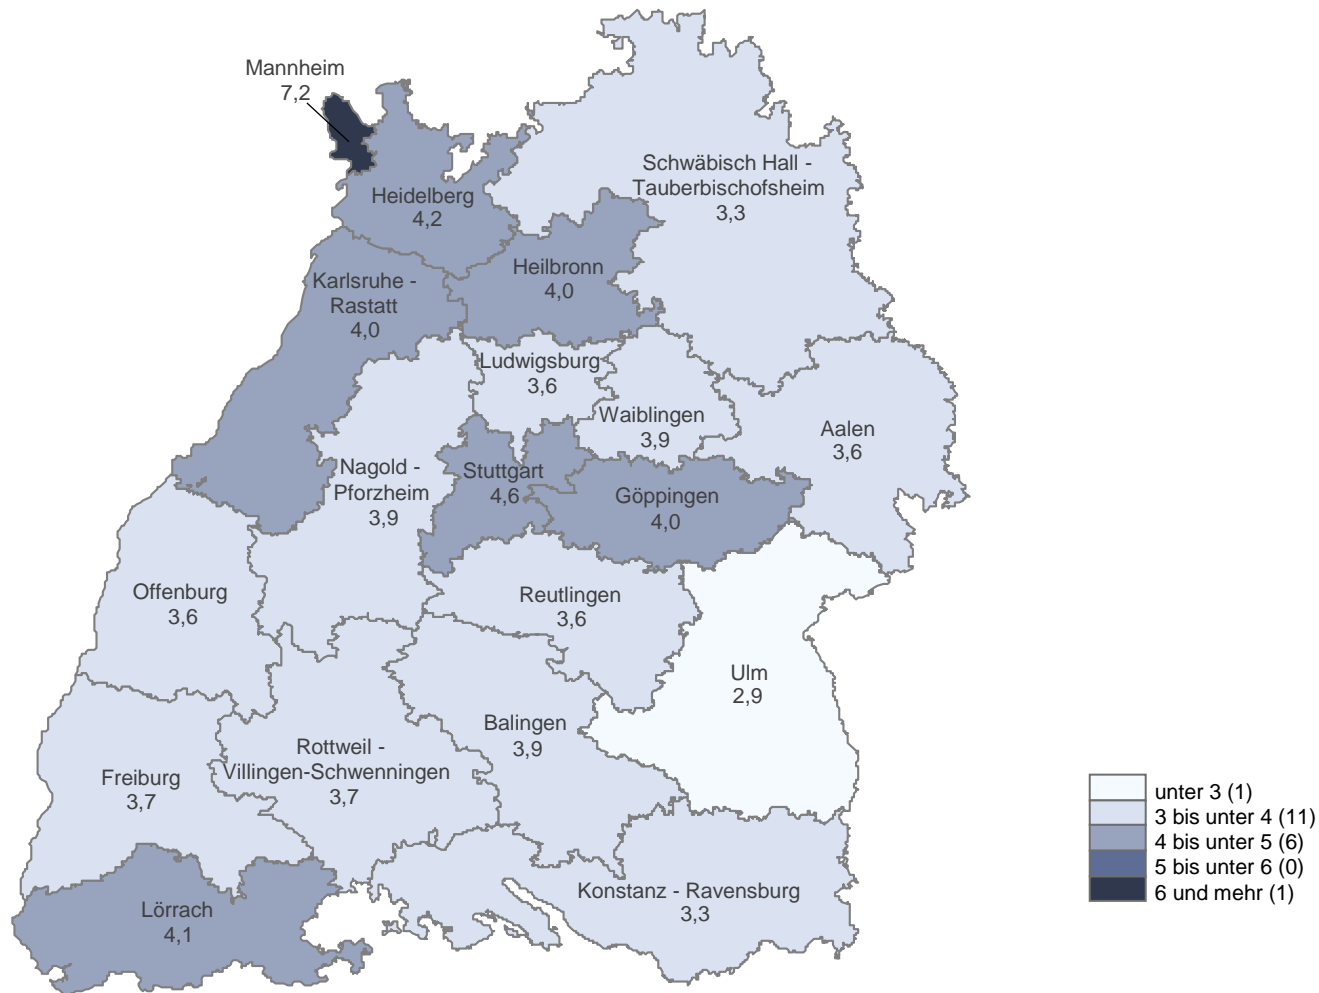 Mannheim
7,2
Schwäbisch Hall -
Tauberbischofsheim
3,3
Heidelberg
4,2
Heilbronn
4,0
Karlsruhe -
Rastatt
4,0
Ludwigsburg
3,6
Waiblingen
3,9
Aalen
3,6
Nagold -
Pforzheim
3,9
Stuttgart
4,6
Göppingen
4,0
Offenburg
3,6
Reutlingen
3,6
Ulm
2,9
Balingen
3,9
Rottweil -
Villingen-Schwenningen
3,7
Freiburg
3,7
Konstanz - Ravensburg
3,3
Lörrach
4,1
unter 3 (1)
3 bis unter 4 (11)
4 bis unter 5 (6)
5 bis unter 6 (0)
6 und mehr (1)